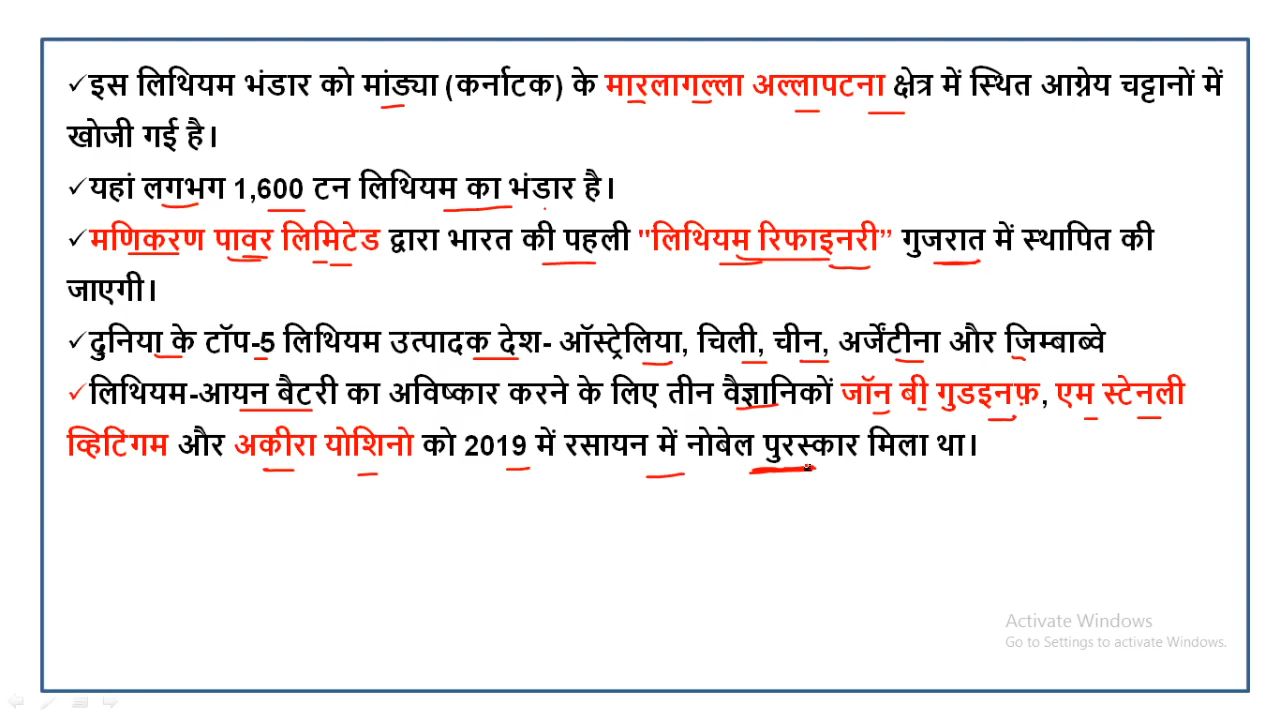 ✓इस लिथियम भंडार को मांड्या (कर्नाटक) के मारलागल्ला अल्लापटना क्षेत्र में स्थित आग्नेय चट्टानों में
खोजी गई है।
✓यहां लगभग 1,600 टन लिथियम का भंडार है।
✓मणिकरण पावर लिमिटेड द्वारा भारत की पहली "लिथियम रिफाइनरी” गुजरात में स्थापित की
जाएगी।
✓दुनिया के टॉप-5 लिथियम उत्पादक देश- ऑस्ट्रेलिया, चिली, चीन, अर्जेंटीना और जिम्बाब्वे
✓लिथियम-आयन बैटरी का अविष्कार करने के लिए तीन वैज्ञानिकों जॉन बी गुडइनफ़, एम स्टेनली
व्हिटिंगम और अकीरा योशिनो को 2019 में रसायन में नोबेल पुरस्कार मिला था।
Activate Windows
Go to Settings to activate Windows.